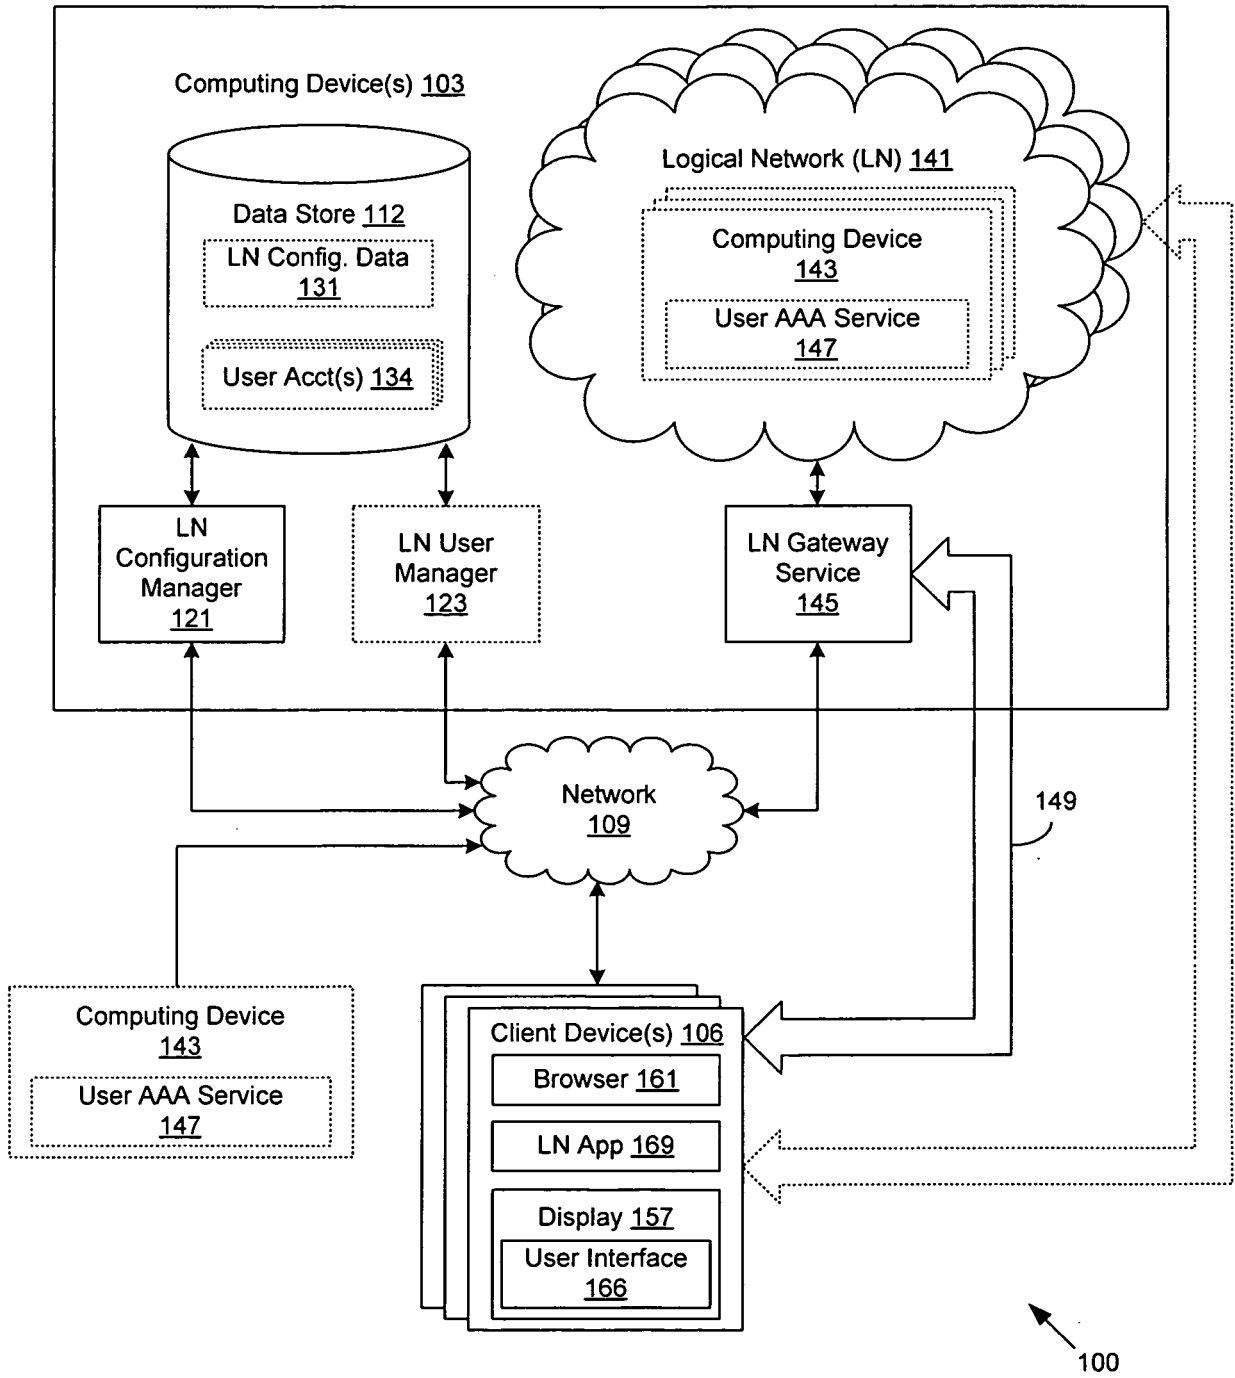 Computing Device(s) 103
Data Store 112
LN Config. Data
131
User Acct(s) 134
Logical Network (LN) 141
Computing Device
143
User AAA Service
147
LN
Configuration
Manager
121
LN User
Manager
123
LN Gateway
Service
145
Network
109
149
Computing Device
143
User AAA Service
147
Client Device(s) 106
Browser 161
LN App 169
Display 157
User Interface
166
100